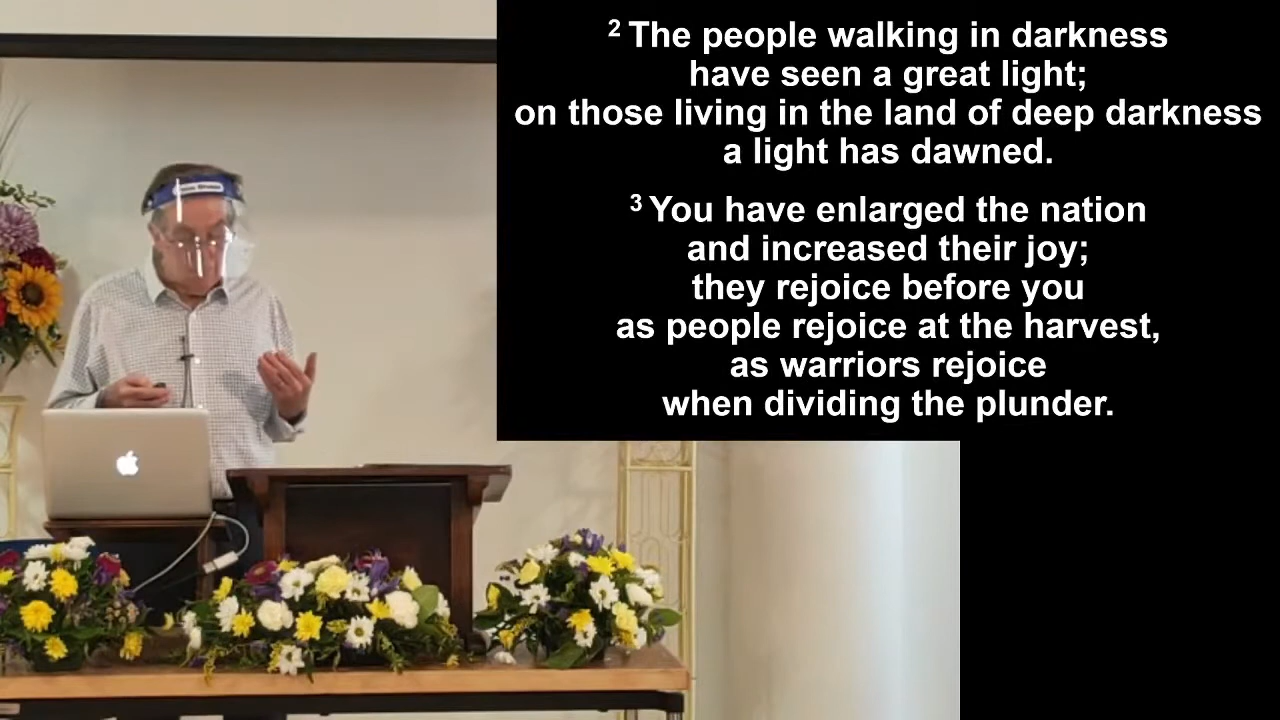 2 The people walking in darkness
have seen a great light;
on those living in the land of deep darkness
a light has dawned.
3 You have enlarged the nation
and increased their joy;
they rejoice before you
as people rejoice at the harvest,
as warriors rejoice
when dividing the plunder.